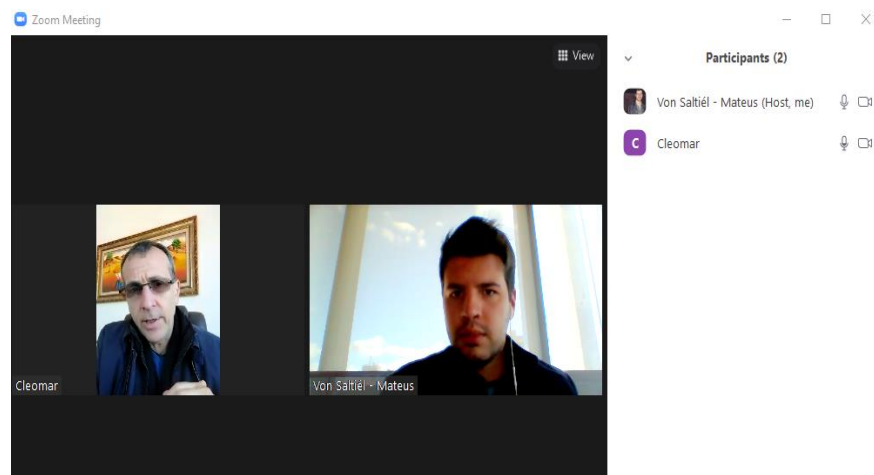 Zoom Meeting
View
Participants (2)
Von Saltiél - Mateus (Host, me)
C Cleomar
Cleomar
Von Saltiél - Mateus